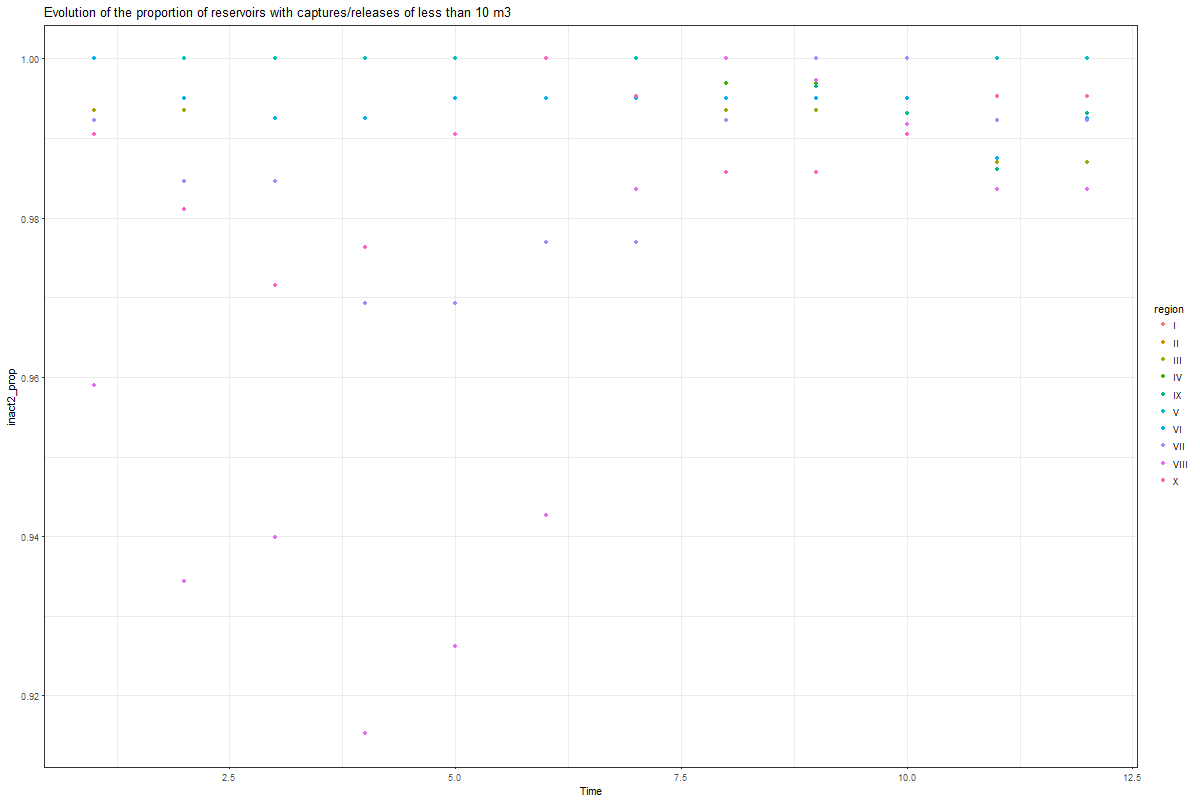 Evolution of the proportion of reservoirs with captures/releases of less than 10 m3
1.00
0.98
0.96
0.94
0.92
inact2_prop
2.5
5.0
7.5
10.0
12.5
Time
region
I
II
III
IV
IX
V
VI
VII
VIII
X